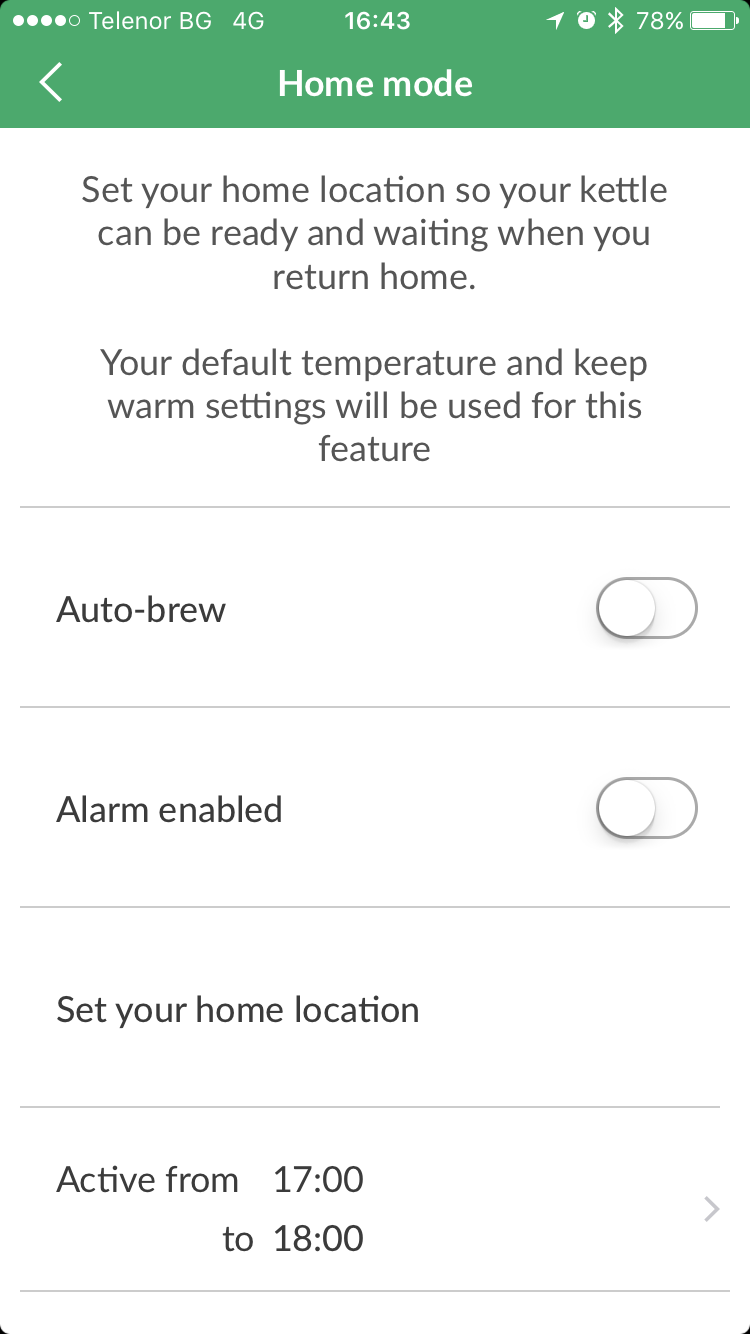 Telenor BG 4G 16:43 78%
Home mode
Set your home location so your kettle
can be ready and waiting when you
return home.
Your default temperature and keep
warm settings will be used for this
feature
Auto-brew
Alarm enabled
Set your home location
Active from 17:00
to 18:00